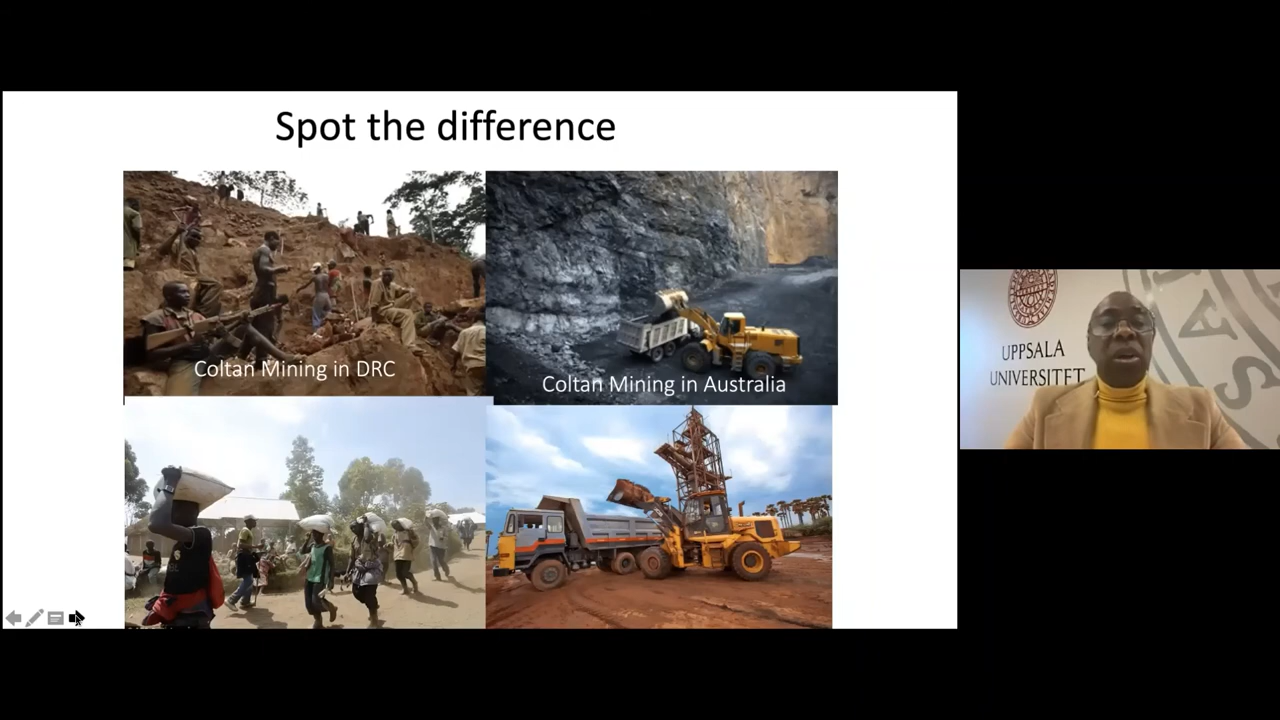 Spot the difference
Coltan Mining in DRC
Coltan Mining in Australia
UPPSALA
UNIVERSITET